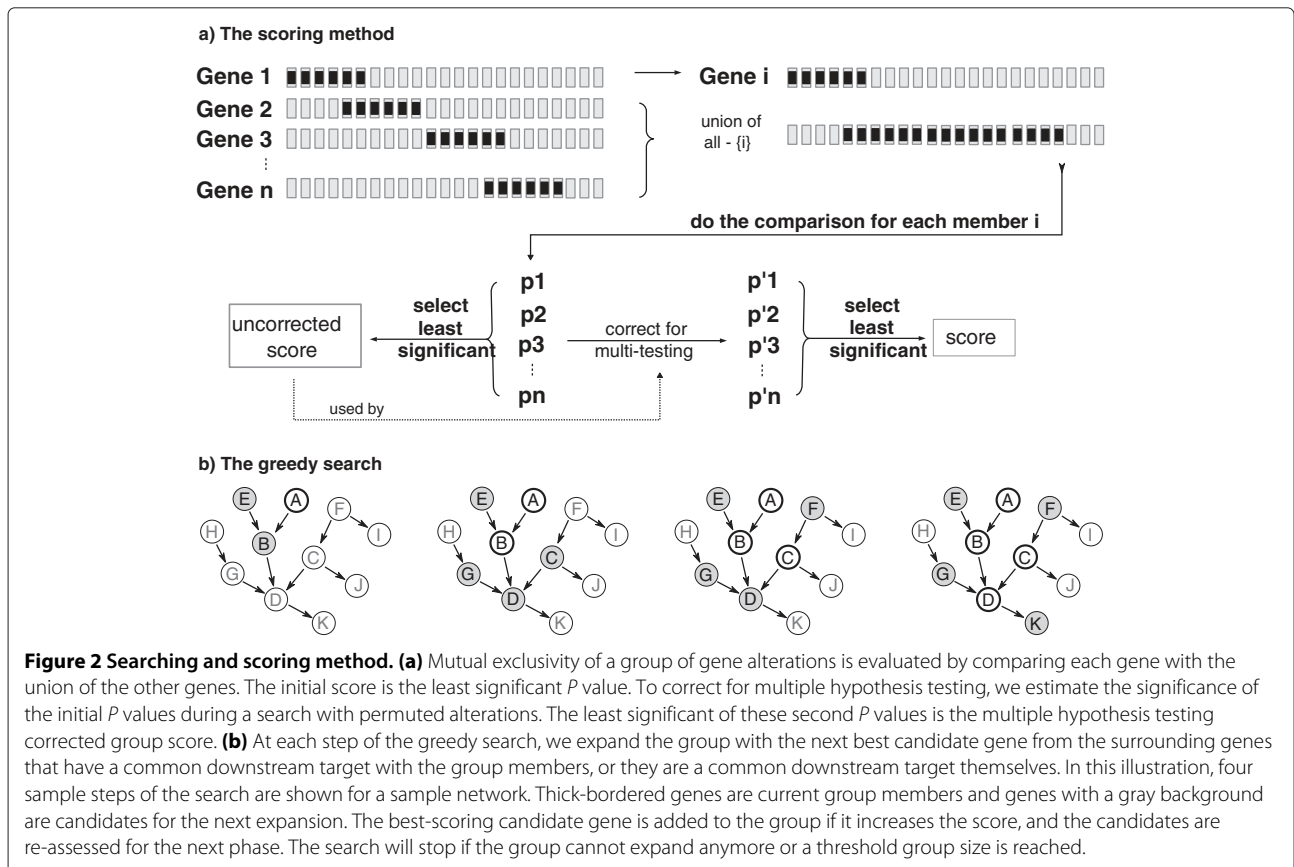 a) The scoring method
Gene 1
Gene i
Gene 2
Gene 3
Gene n
union of
all - {i}
do the comparison for each member i
p1
p2
p3
pn
select
least
significant
uncorrected
score
correct for
multi-testing
p'1
p'2
p'3
p'n
select
least
significant
score
used by
b) The greedy search
E A F H B I G C J D K
E A F H B I G C J D K
E A F H B I G C J D K
E A F H B I G C J D K
Figure 2 Searching and scoring method. (a) Mutual exclusivity of a group of gene alterations is evaluated by comparing each gene with the
union of the other genes. The initial score is the least significant P value. To correct for multiple hypothesis testing, we estimate the significance of
the initial P values during a search with permuted alterations. The least significant of these second P values is the multiple hypothesis testing
corrected group score. (b) At each step of the greedy search, we expand the group with the next best candidate gene from the surrounding genes
that have a common downstream target with the group members, or they are a common downstream target themselves. In this illustration, four
sample steps of the search are shown for a sample network. Thick-bordered genes are current group members and genes with a gray background
are candidates for the next expansion. The best-scoring candidate gene is added to the group if it increases the score, and the candidates are
re-assessed for the next phase. The search will stop if the group cannot expand anymore or a threshold group size is reached.